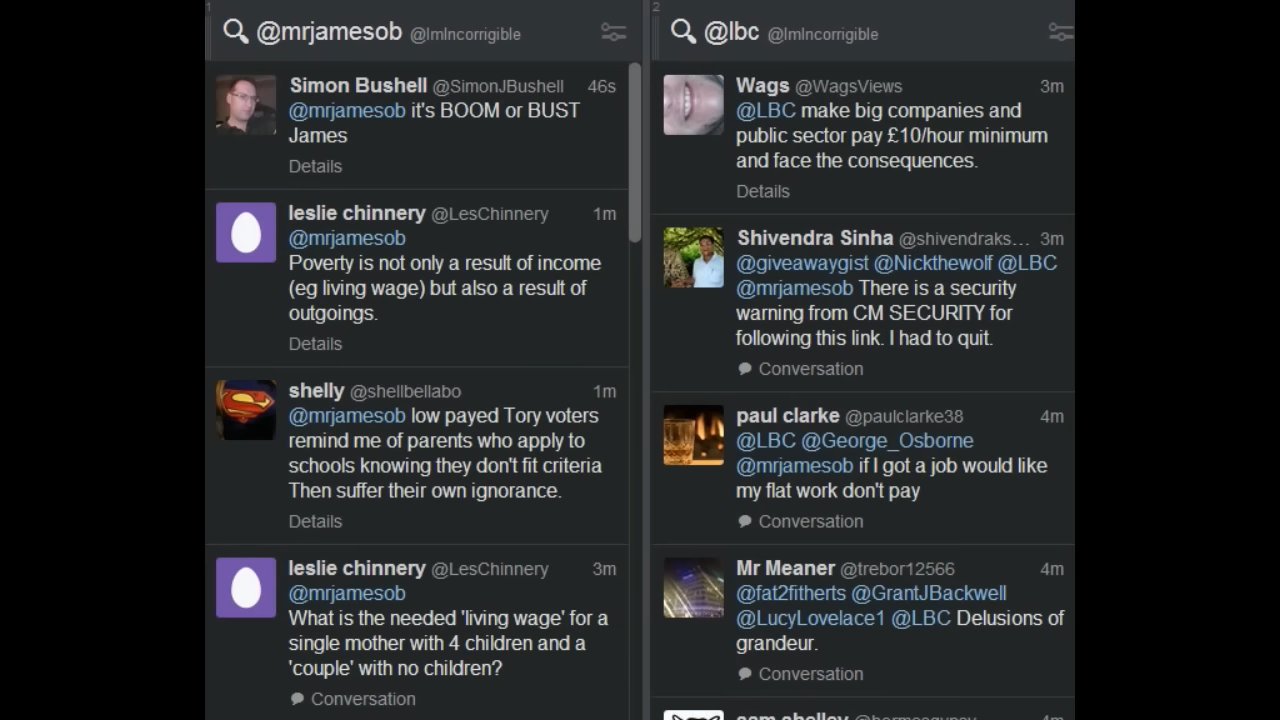 1
@mrjamesob @ImIncorrigible
Simon Bushell @SimonJBushell 46s
@mrjamesob it's BOOM or BUST
James
Details
leslie chinnery @LesChinnery 1m
@mrjamesob
Poverty is not only a result of income
(eg living wage) but also a result of
outgoings.
Details
shelly @shellbellabo 1m
@mrjamesob low payed Tory voters
remind me of parents who apply to
schools knowing they don't fit criteria
Then suffer their own ignorance.
Details
leslie chinnery @LesChinnery 3m
@mrjamesob
What is the needed 'living wage' for a
single mother with 4 children and a
'couple' with no children?
Conversation
2
@lbc @ImIncorrigible
Wags @WagsViews 3m
@LBC make big companies and
public sector pay £10/hour minimum
and face the consequences.
Details
Shivendra Sinha @shivendraks... 3m
@giveawaygist @Nickthewolf @LBC
@mrjamesob There is a security
warning from CM SECURITY for
following this link. I had to quit.
Conversation
paul clarke @paulclarke38 4m
@LBC @George_Osborne
@mrjamesob if I got a job would like
my flat work don't pay
Conversation
Mr Meaner @trebor12566 4m
@fat2fitherts @GrantJBackwell
@LucyLovelace1 @LBC Delusions of
grandeur.
Conversation
sam shelley 4m